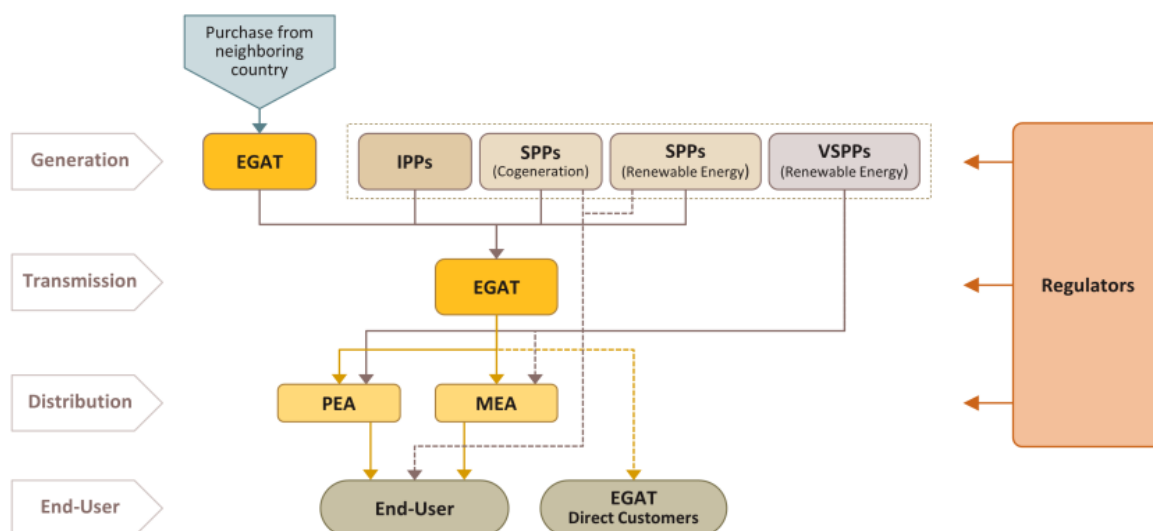 Purchase from
neighboring
country
Generation
EGAT
IPPs
SPPs
(Cogeneration)
SPPs
(Renewable Energy)
VSPPs
(Renewable Energy)
Transmission
EGAT
Regulators
Distribution
PEA
MEA
End-User
End-User
EGAT
Direct Customers